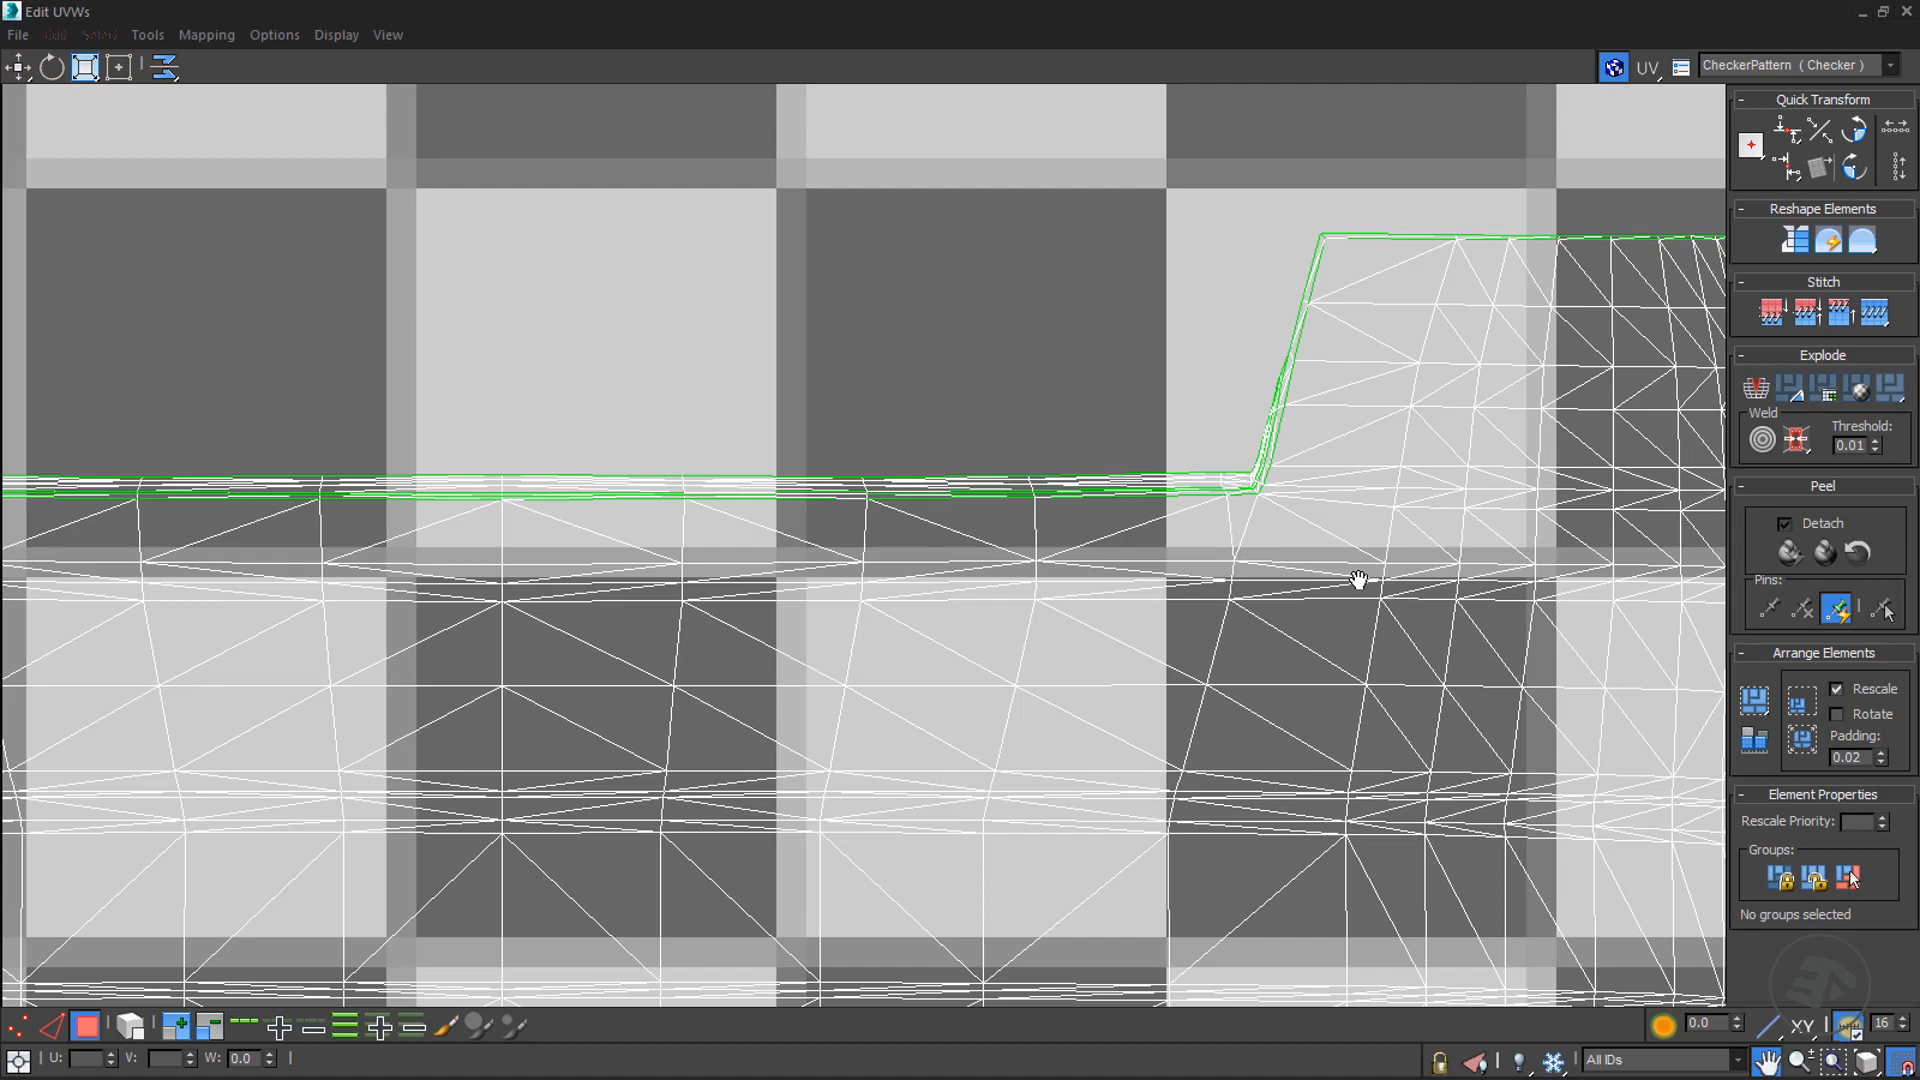 Edit UVWs
File Edit Select Tools Mapping Options Display View
UV CheckerPattern ( Checker )
Quick Transform
Reshape Elements
Stitch
Explode
Weld
Threshold:
0.01
Peel
Detach
Pins:
Arrange Elements
Rescale
Rotate
Padding:
0.02
Element Properties
Rescale Priority:
Groups:
No groups selected
0.0 XY 16
U: V: W: 0.0 All IDs